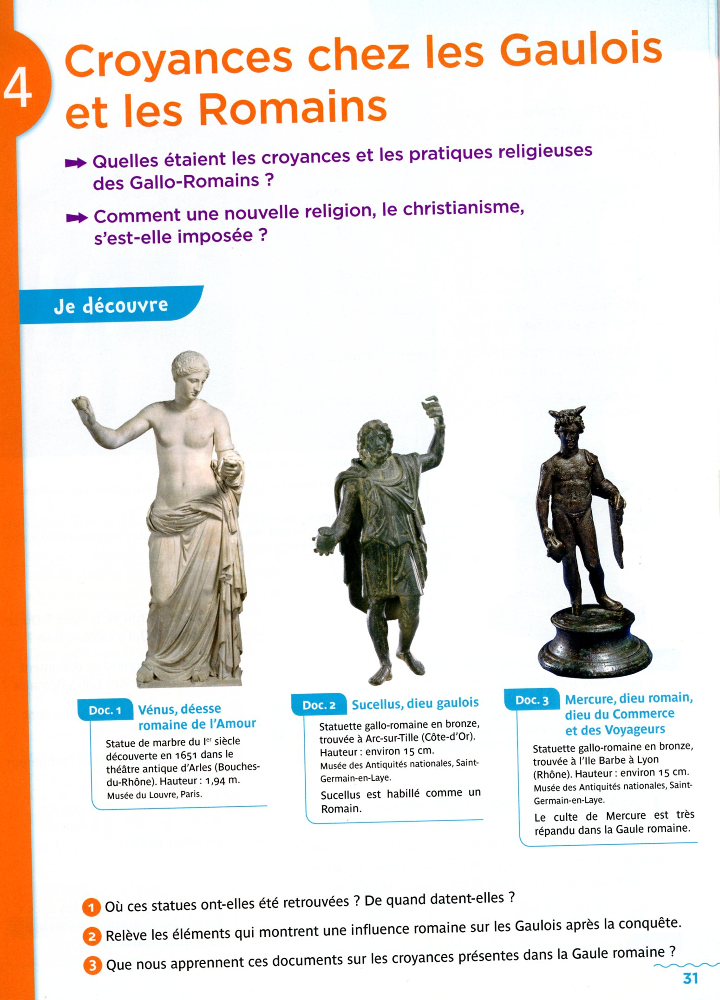 4
Croyances chez les Gaulois
et les Romains
Quelles étaient les croyances et les pratiques religieuses
des Gallo-Romains ?
Comment une nouvelle religion, le christianisme,
s'est-elle imposée ?
Je découvre
Doc. 1 Vénus, déesse
romaine de l'Amour
Statue de marbre du Ier siècle
découverte en 1651 dans le
théâtre antique d'Arles (Bouches-
du-Rhône). Hauteur : 1,94 m.
Musée du Louvre, Paris.
Doc. 2 Sucellus, dieu gaulois
Statuette gallo-romaine en bronze,
trouvée à Arc-sur-Tille (Côte-d'Or).
Hauteur : environ 15 cm.
Musée des Antiquités nationales, Saint-
Germain-en-Laye.
Sucellus est habillé comme un
Romain.
Doc. 3 Mercure, dieu romain,
dieu du Commerce
et des Voyageurs
Statuette gallo-romaine en bronze,
trouvée à l'Ile Barbe à Lyon
(Rhône). Hauteur : environ 15 cm.
Musée des Antiquités nationales, Saint-
Germain-en-Laye.
Le culte de Mercure est très
répandu dans la Gaule romaine.
1 Où ces statues ont-elles été retrouvées ? De quand datent-elles ?
2 Relève les éléments qui montrent une influence romaine sur les Gaulois après la conquête.
3 Que nous apprennent ces documents sur les croyances présentes dans la Gaule romaine ?
31